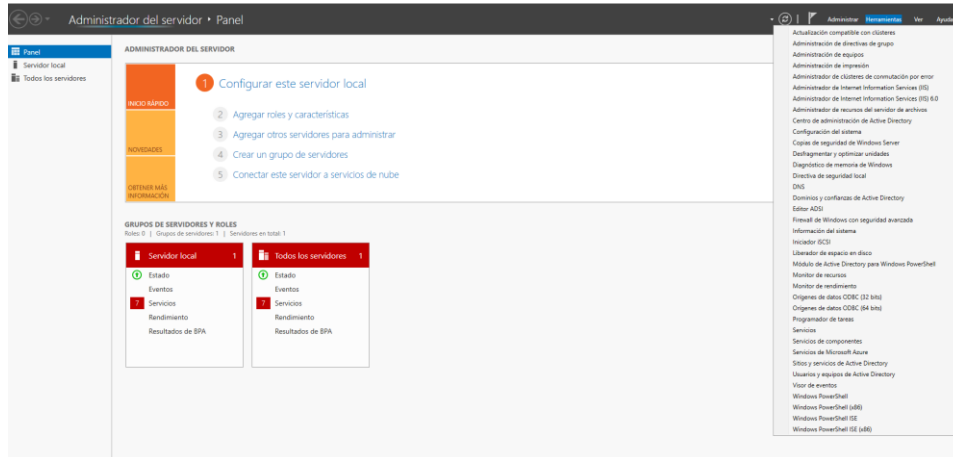 Administrador del servidor ‣ Panel
Administrar Herramientas Ver Ayuda
Panel
Servidor local
Todos los servidores
ADMINISTRADOR DEL SERVIDOR
INICIO RÁPIDO
NOVEDADES
OBTENER MÁS
INFORMACIÓN
1 Configurar este servidor local
2 Agregar roles y características
3 Agregar otros servidores para administrar
4 Crear un grupo de servidores
5 Conectar este servidor a servicios de nube
GRUPOS DE SERVIDORES Y ROLES
Roles: 0 | Grupos de servidores: 1 | Servidores en total: 1
Servidor local 1
Estado
Eventos
7 Servicios
Rendimiento
Resultados de BPA
Todos los servidores 1
Estado
Eventos
7 Servicios
Rendimiento
Resultados de BPA
Actualización compatible con clústeres
Administración de directivas de grupo
Administración de equipos
Administración de impresión
Administrador de clústeres de conmutación por error
Administrador de Internet Information Services (IIS)
Administrador de Internet Information Services (IIS) 6.0
Administrador de recursos del servidor de archivos
Centro de administración de Active Directory
Configuración del sistema
Copias de seguridad de Windows Server
Desfragmentar y optimizar unidades
Diagnóstico de memoria de Windows
Directiva de seguridad local
DNS
Dominios y confianzas de Active Directory
Editor ADSI
Firewall de Windows con seguridad avanzada
Información del sistema
Iniciador iSCSI
Liberador de espacio en disco
Módulo de Active Directory para Windows PowerShell
Monitor de recursos
Monitor de rendimiento
Orígenes de datos ODBC (32 bits)
Orígenes de datos ODBC (64 bits)
Programador de tareas
Servicios
Servicios de componentes
Servicios de Microsoft Azure
Sitios y servicios de Active Directory
Usuarios y equipos de Active Directory
Visor de eventos
Windows PowerShell
Windows PowerShell (x86)
Windows PowerShell ISE
Windows PowerShell ISE (x86)